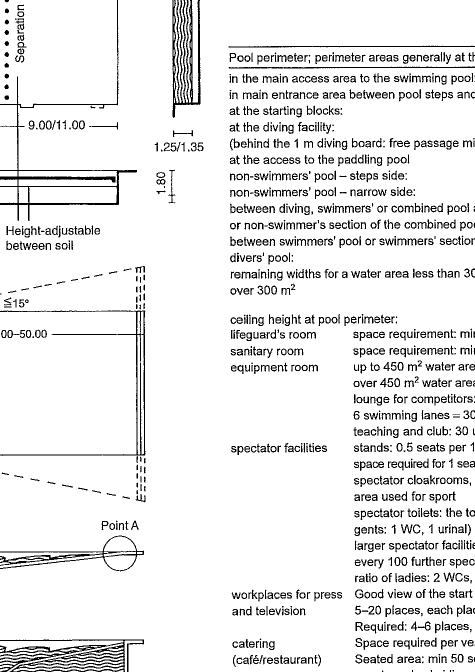 Separation
9.00/11.00
1.25/1.35
1.80
Height-adjustable
between soil
≦15°
00–50.00
Point A
Pool perimeter; perimeter areas generally at th
in the main access area to the swimming pool:
in main entrance area between pool steps and
at the starting blocks:
at the diving facility:
(behind the 1 m diving board: free passage mi
at the access to the paddling pool
non-swimmers' pool – steps side:
non-swimmers' pool – narrow side:
between diving, swimmers' or combined pool a
or non-swimmer's section of the combined poo
between swimmers' pool or swimmers' section
divers' pool:
remaining widths for a water area less than 30
over 300 m²
ceiling height at pool perimeter:
lifeguard's room space requirement: min
sanitary room space requirement: min
equipment room up to 450 m² water are
over 450 m² water area
lounge for competitors:
6 swimming lanes = 30
teaching and club: 30 u
spectator facilities stands: 0.5 seats per 1
space required for 1 sea
spectator cloakrooms,
area used for sport
spectator toilets: the to
gents: 1 WC, 1 urinal)
larger spectator faciliti
every 100 further spec
ratio of ladies: 2 WCs,
workplaces for press Good view of the start
and television 5–20 places, each plac
Required: 4–6 places,
catering Space required per ve
(café/restaurant) Seated area: min 50 s